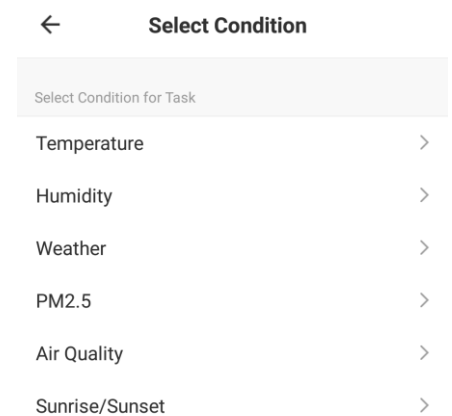 Select Condition
Select Condition for Task
Temperature
Humidity
Weather
PM2.5
Air Quality
Sunrise/Sunset